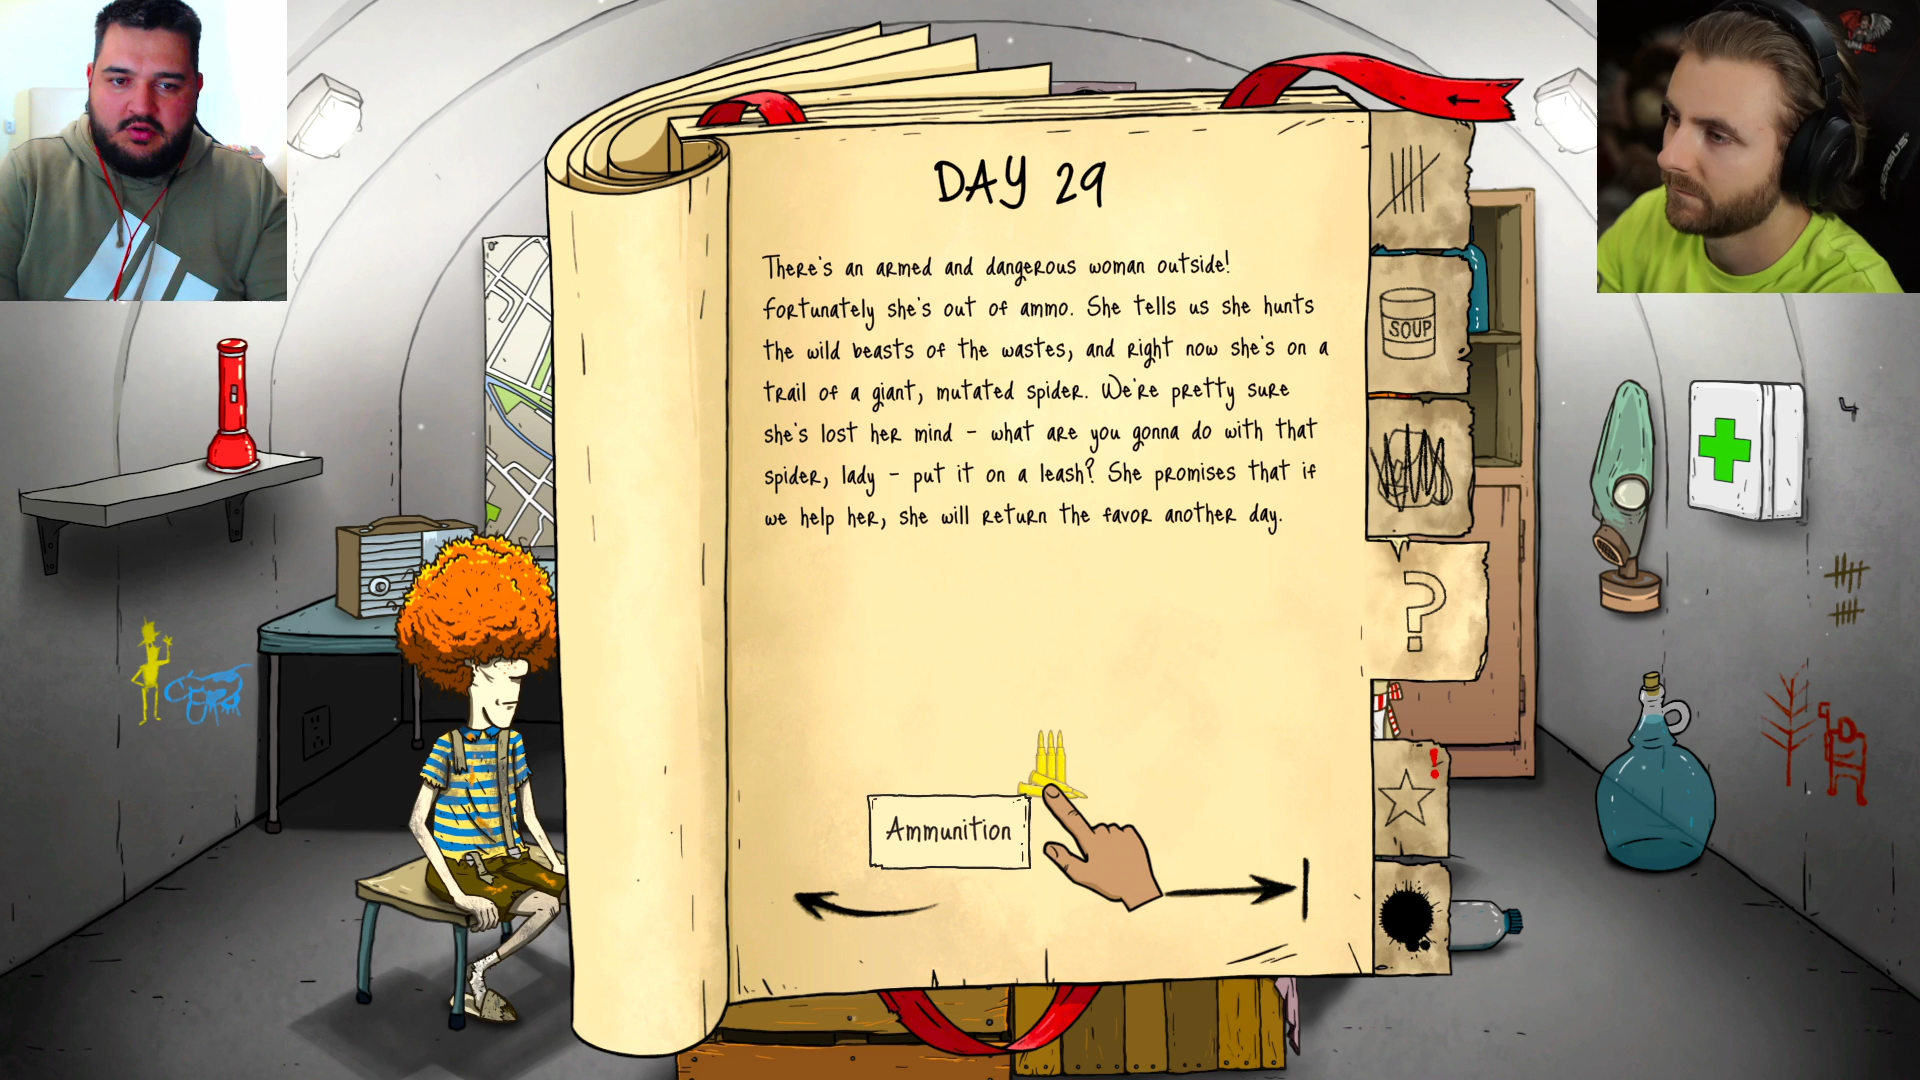 DAY 29
There's an armed and dangerous woman outside!
Fortunately she's out of ammo. She tells us she hunts
the wild beasts of the wastes, and right now she's on a
trail of a giant, mutated spider. We're pretty sure
she's lost her mind - what are you gonna do with that
spider, lady - put it on a leash? She promises that if
we help her, she will return the favor another day.
SOUP
?
!
Ammunition